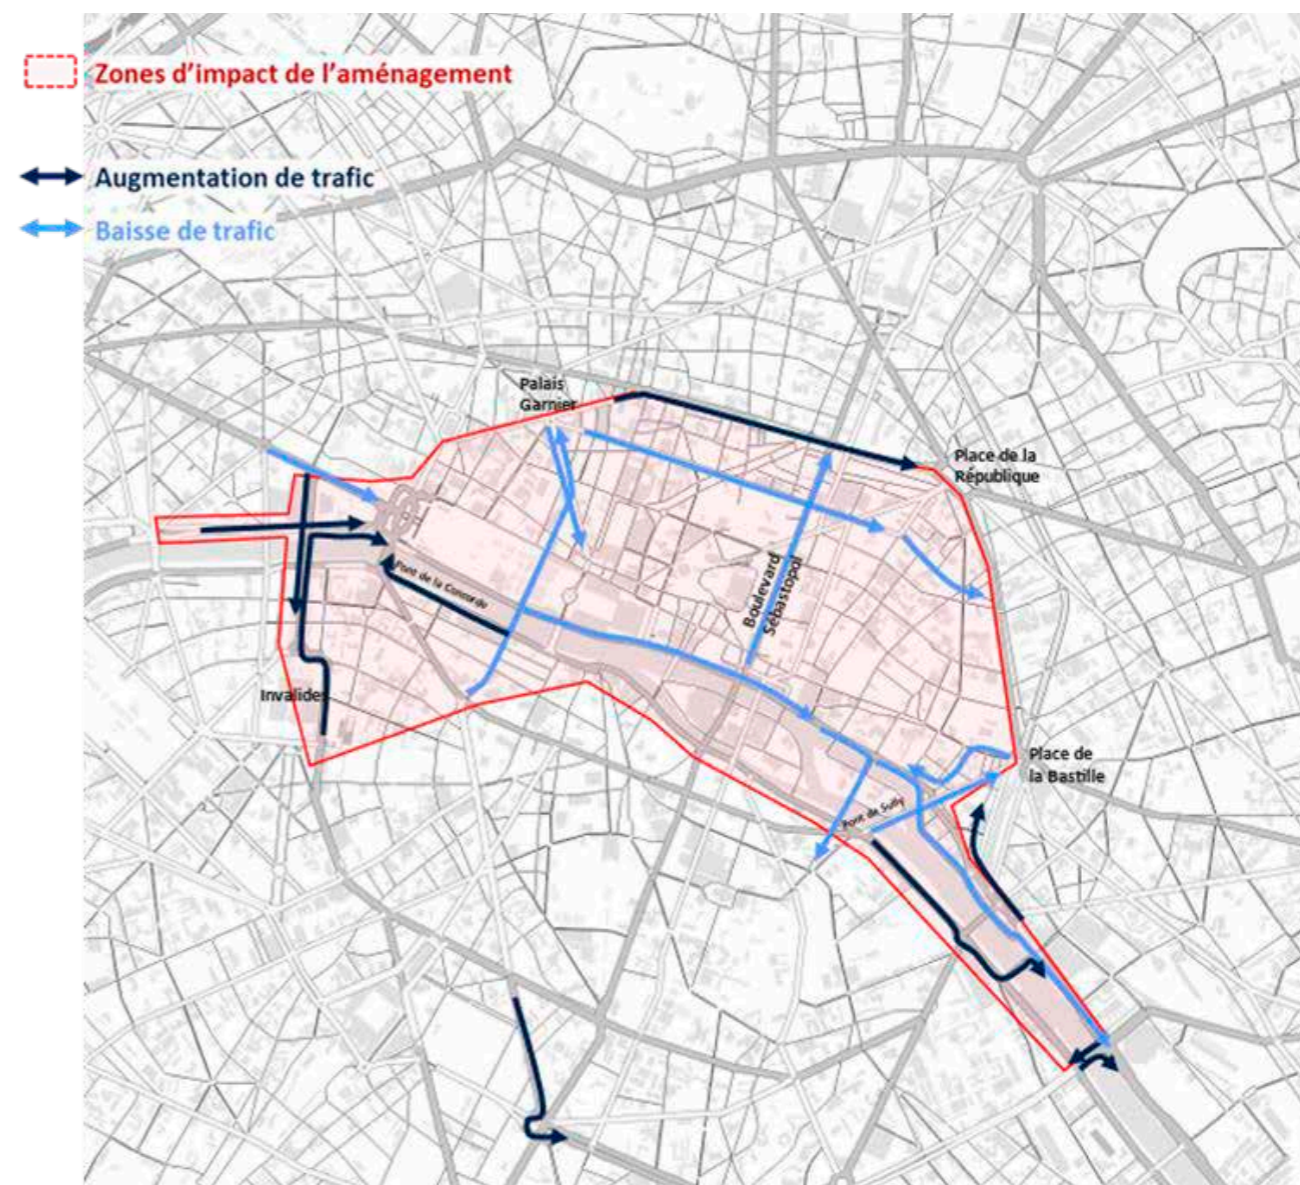 Zones d’impact de l’aménagement
Augmentation de trafic
Baisse de trafic
Palais
Garnier
Place de la
République
Pont de la Concorde
Boulevard
Sébastopol
Invalides
Place de
la Bastille
Pont de Sully